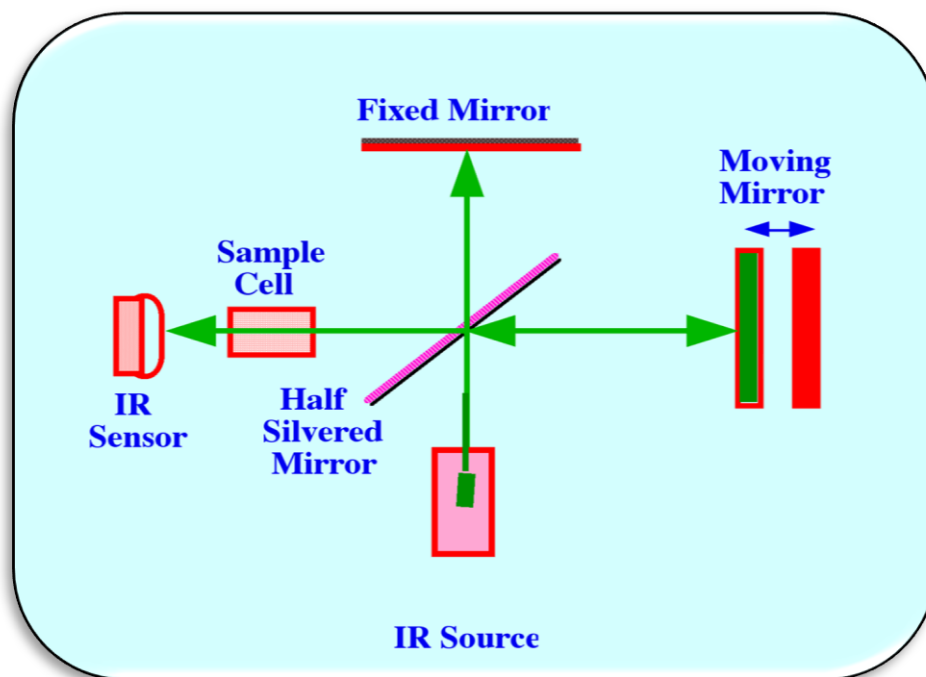 Fixed Mirror
Moving
Mirror
Sample
Cell
IR
Sensor
Half
Silvered
Mirror
IR Source